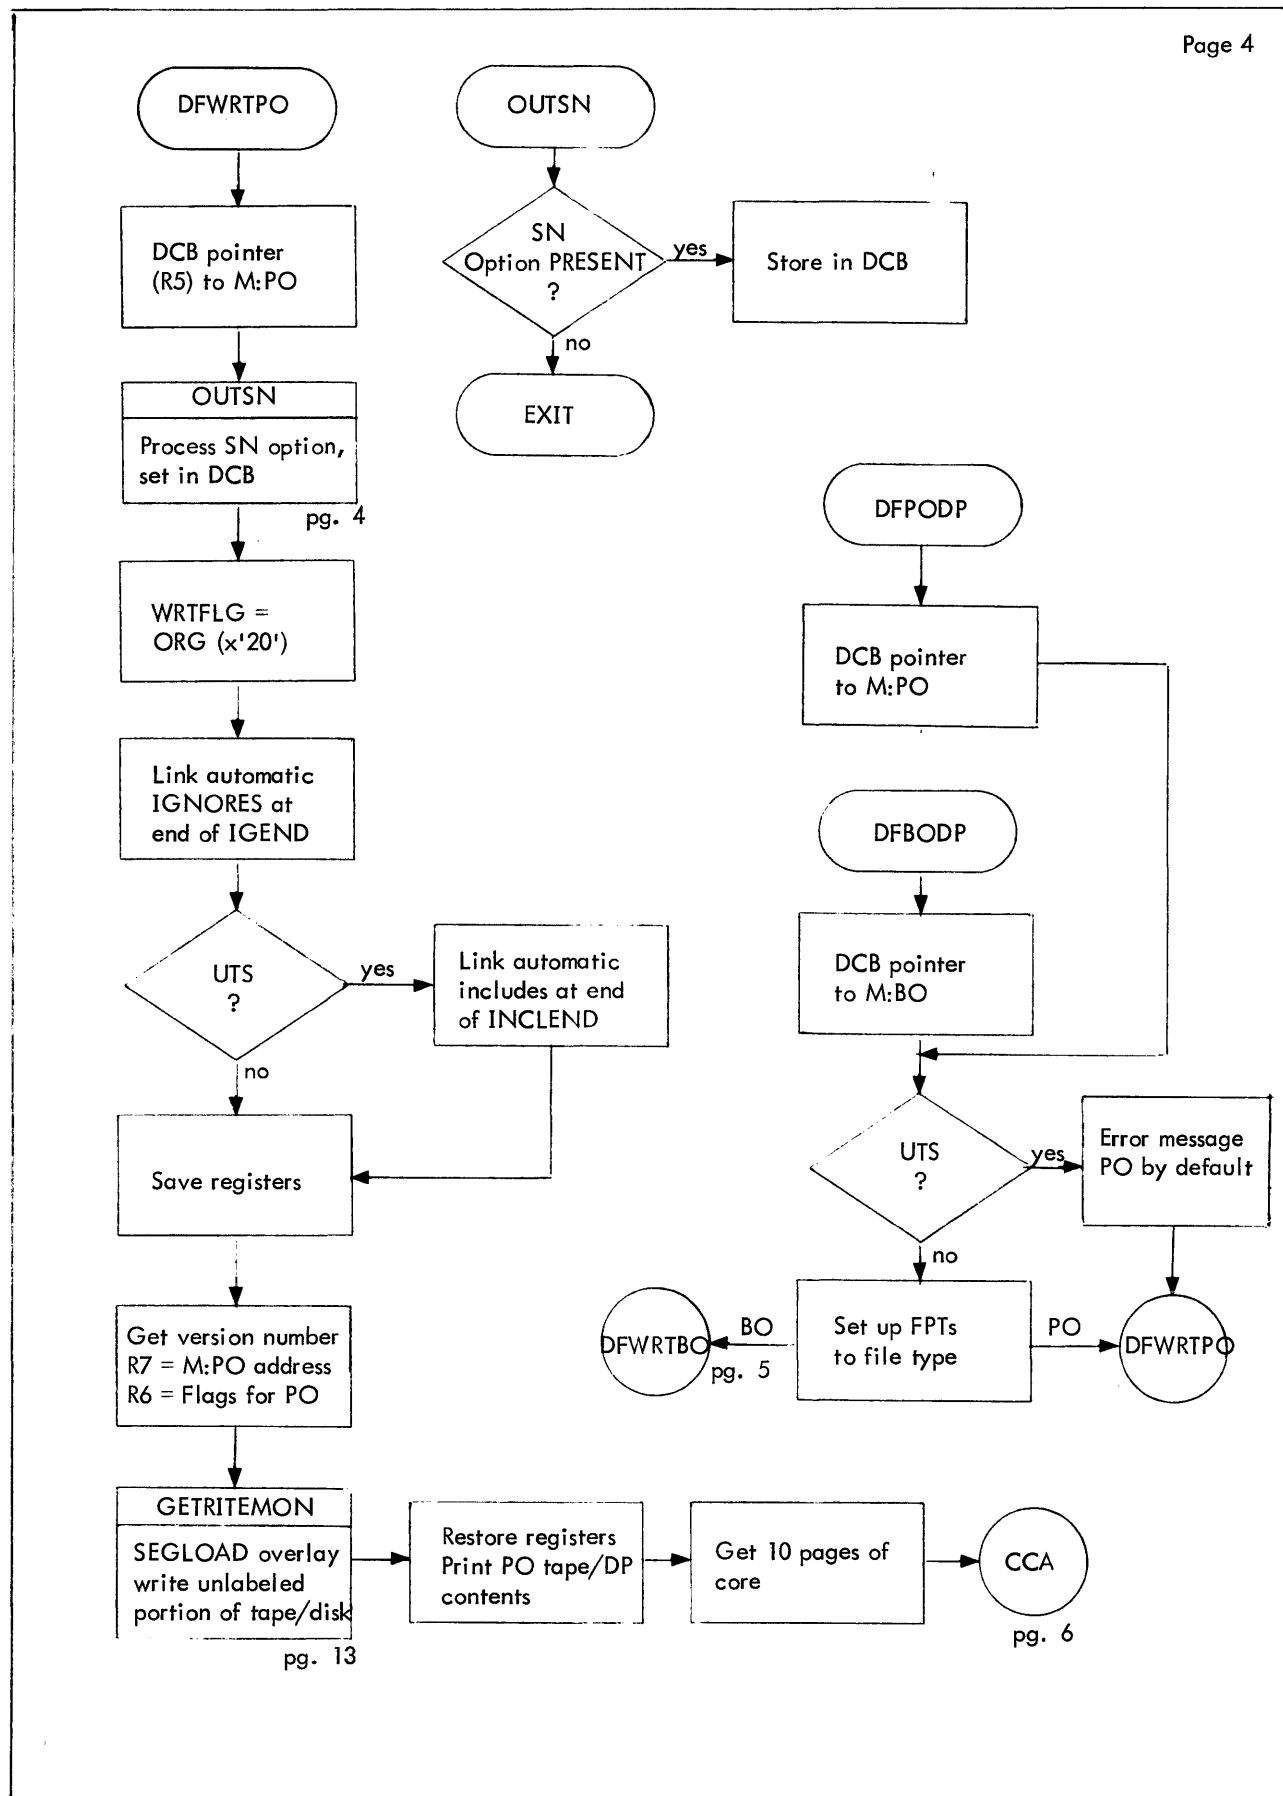 Page 4
DFWRTPO
DCB pointer
(R5) to M:PO
OUTSN
Process SN option,
set in DCB
pg. 4
WRTFLG =
ORG (x'20')
Link automatic
IGNORES at
end of IGEND
UTS
?
yes
no
Link automatic
includes at end
of INCLEND
Save registers
Get version number
R7 = M:PO address
R6 = Flags for PO
GETRITEMON
SEGLOAD overlay
write unlabeled
portion of tape/disk
pg. 13
Restore registers
Print PO tape/DP
contents
Get 10 pages of
core
CCA
pg. 6
OUTSN
SN
Option PRESENT
?
yes
no
Store in DCB
EXIT
DFPODP
DCB pointer
to M:PO
DFBODP
DCB pointer
to M:BO
UTS
?
yes
no
Error message
PO by default
Set up FPTs
to file type
BO
DFWRTBO
pg. 5
PO
DFWRTPO